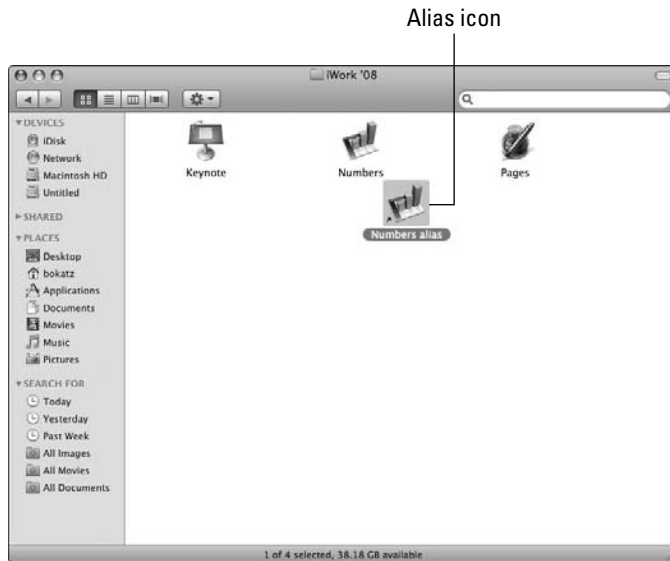 Alias icon
iWork '08
DEVICES
iDisk
Network
Macintosh HD
Untitled
SHARED
PLACES
Desktop
bokatz
Applications
Documents
Movies
Music
Pictures
SEARCH FOR
Today
Yesterday
Past Week
All Images
All Movies
All Documents
Keynote
Numbers
Pages
Numbers alias
1 of 4 selected, 38.18 GB available